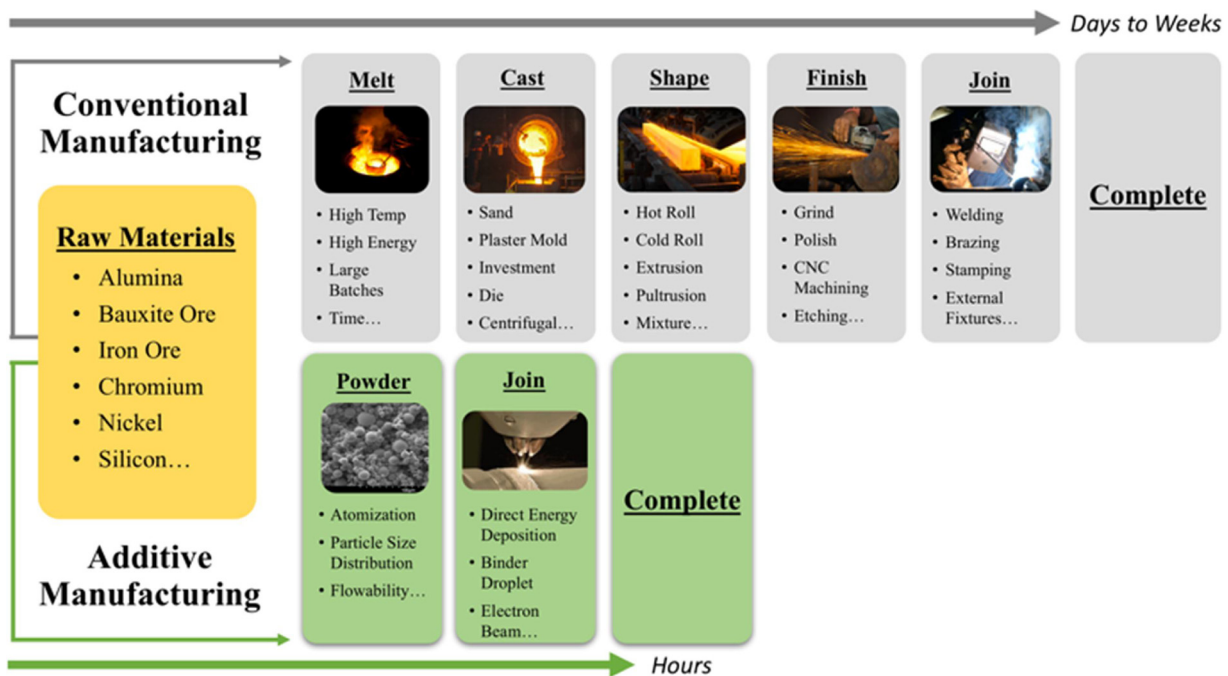 Days to Weeks
Conventional
Manufacturing
Raw Materials
• Alumina
• Bauxite Ore
• Iron Ore
• Chromium
• Nickel
• Silicon…
Melt
• High Temp
• High Energy
• Large
Batches
• Time…
Cast
• Sand
• Plaster Mold
• Investment
• Die
• Centrifugal…
Shape
• Hot Roll
• Cold Roll
• Extrusion
• Pultrusion
• Mixture…
Finish
• Grind
• Polish
• CNC
Machining
• Etching…
Join
• Welding
• Brazing
• Stamping
• External
Fixtures…
Complete
Additive
Manufacturing
Powder
• Atomization
• Particle Size
Distribution
• Flowability…
Join
• Direct Energy
Deposition
• Binder
Droplet
• Electron
Beam…
Complete
Hours